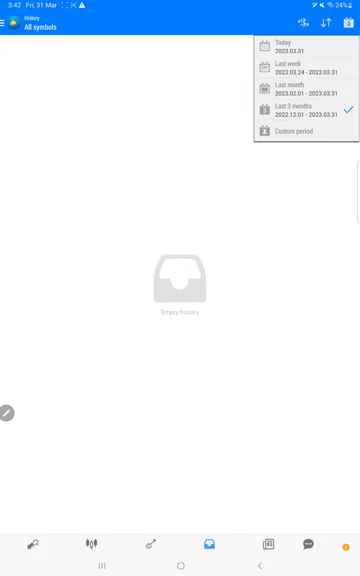 3:42 Fri, 31 Mar
24%
History
All symbols
3
Today
2023.03.31
Last week
2023.03.24 - 2023.03.31
Last month
2023.02.01 - 2023.03.31
3
Last 3 months
2022.12.01 - 2023.03.31
Custom period
Empty history